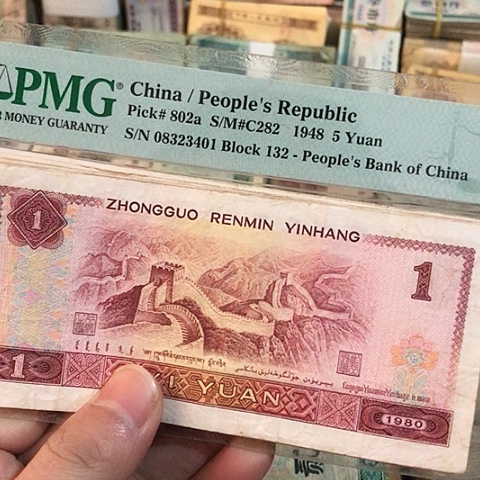 PMG
MONEY GUARANTY
China / People's Republic
Pick# 802a S/M#C282 1948 5 Yuan
S/N 08323401 Block 132 - People's Bank of China
ZHONGGUO RENMIN YINHANG
1
1
1
YI YUAN
1980